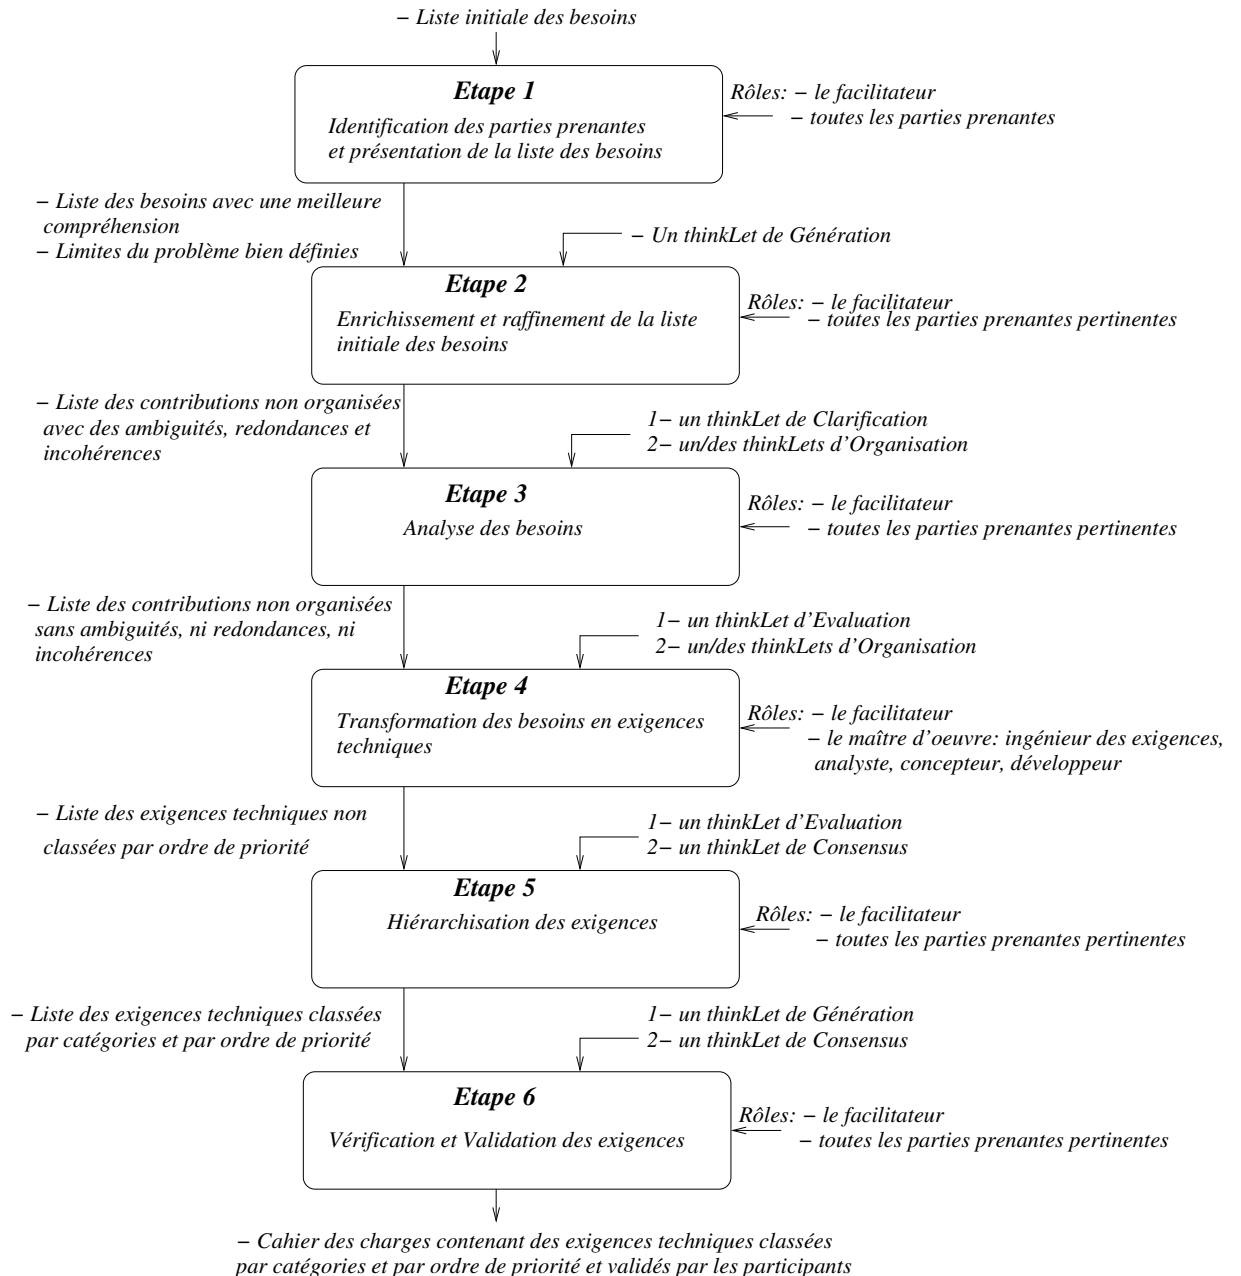 − Liste initiale des besoins
Etape 1
Identification des parties prenantes
et présentation de la liste des besoins
Rôles: − le facilitateur
− toutes les parties prenantes
− Liste des besoins avec une meilleure
compréhension
− Limites du problème bien définies
− Un thinkLet de Génération
Etape 2
Enrichissement et raffinement de la liste
initiale des besoins
Rôles: − le facilitateur
− toutes les parties prenantes pertinentes
− Liste des contributions non organisées
avec des ambiguités, redondances et
incohérences
1− un thinkLet de Clarification
2− un/des thinkLets d'Organisation
Etape 3
Analyse des besoins
Rôles: − le facilitateur
− toutes les parties prenantes pertinentes
− Liste des contributions non organisées
sans ambiguités, ni redondances, ni
incohérences
1− un thinkLet d'Evaluation
2− un/des thinkLets d'Organisation
Etape 4
Transformation des besoins en exigences
techniques
Rôles: − le facilitateur
− le maître d'oeuvre: ingénieur des exigences,
analyste, concepteur, développeur
− Liste des exigences techniques non
classées par ordre de priorité
1− un thinkLet d'Evaluation
2− un thinkLet de Consensus
Etape 5
Hiérarchisation des exigences
Rôles: − le facilitateur
− toutes les parties prenantes pertinentes
− Liste des exigences techniques classées
par catégories et par ordre de priorité
1− un thinkLet de Génération
2− un thinkLet de Consensus
Etape 6
Vérification et Validation des exigences
Rôles: − le facilitateur
− toutes les parties prenantes pertinentes
− Cahier des charges contenant des exigences techniques classées
par catégories et par ordre de priorité et validés par les participants